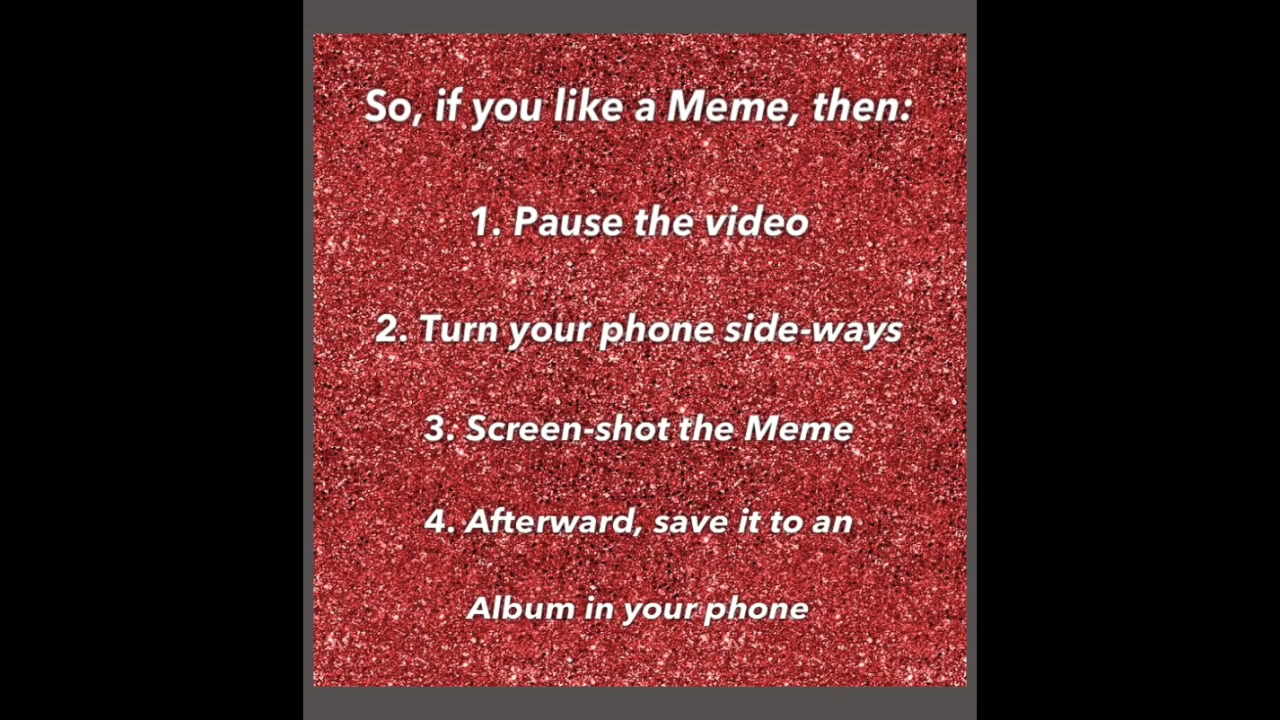 So, if you like a Meme, then:
1. Pause the video
2. Turn your phone side-ways
3. Screen-shot the Meme
4. Afterward, save it to an
Album in your phone